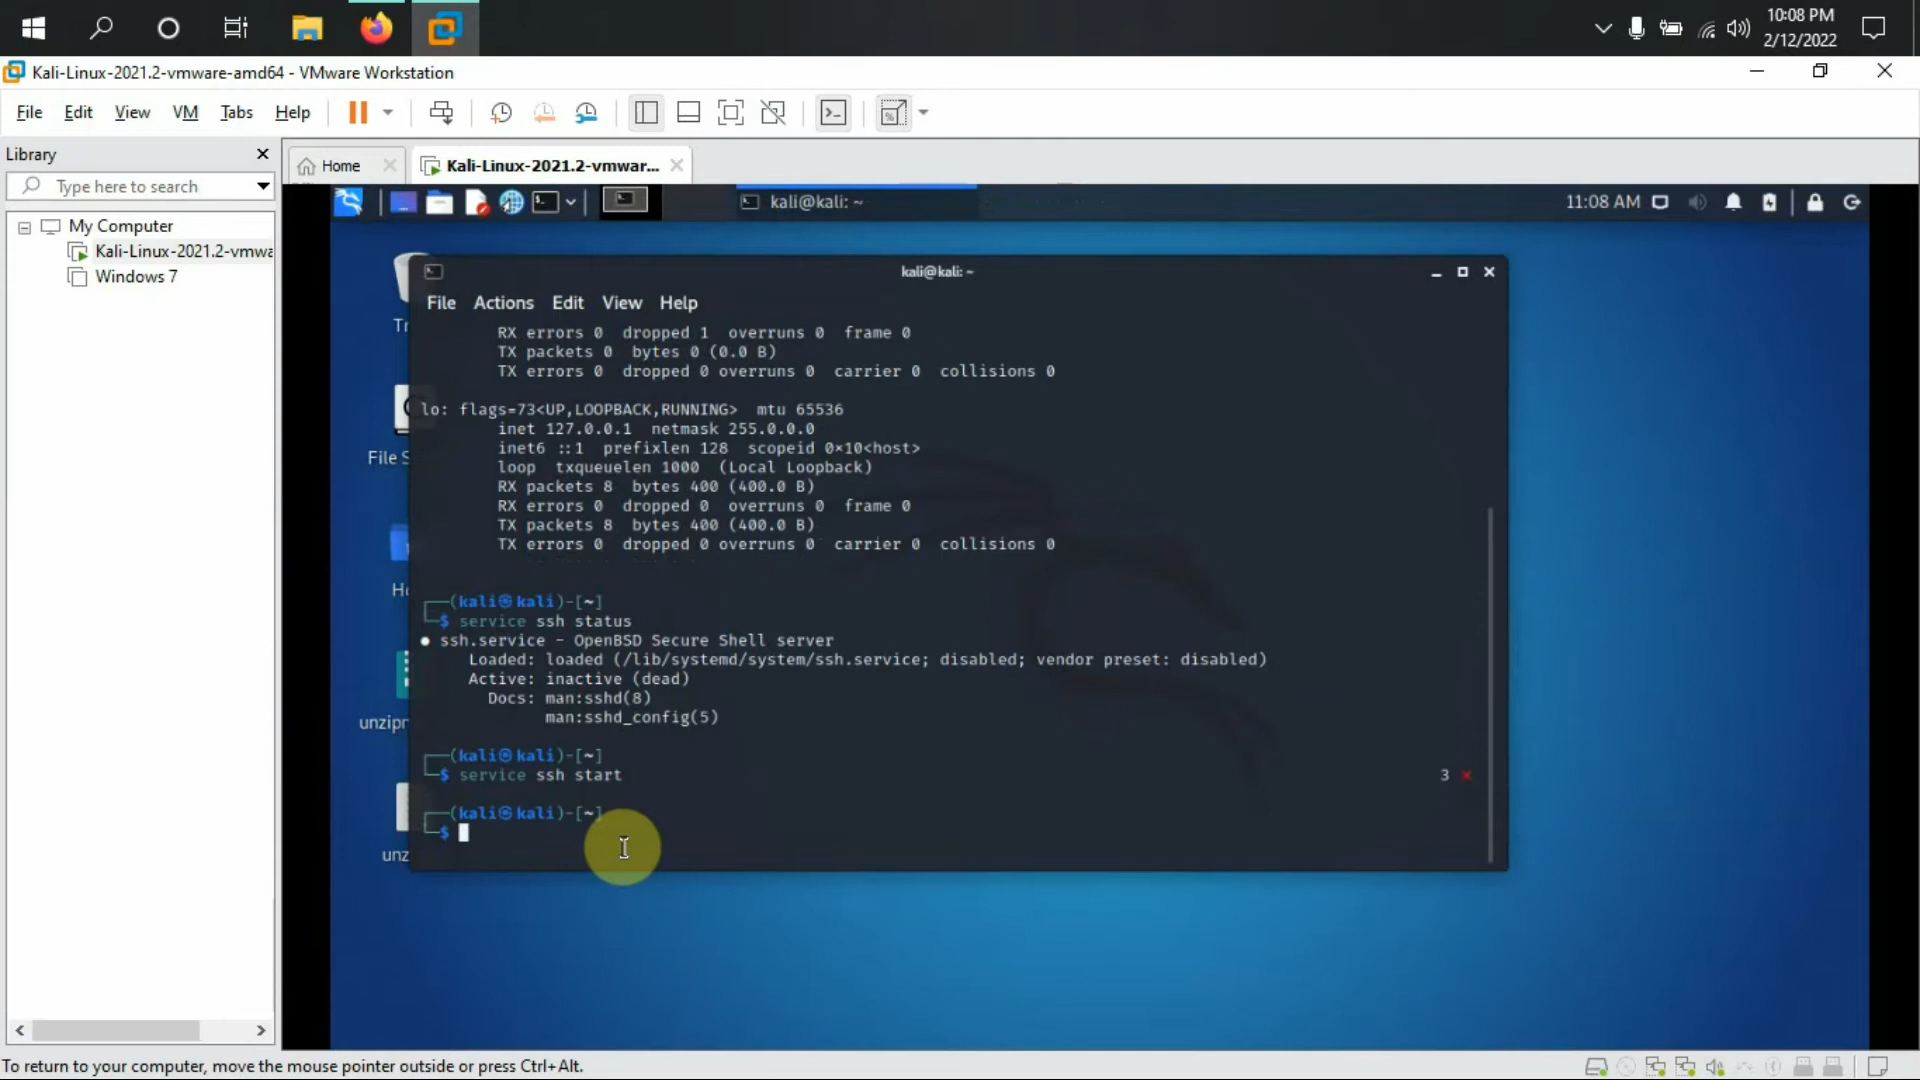 10:08 PM
2/12/2022
Kali-Linux-2021.2-vmware-amd64 - VMware Workstation
File Edit View VM Tabs Help
Library
Home
Kali-Linux-2021.2-vmwar...
Type here to search
My Computer
Kali-Linux-2021.2-vmwa
Windows 7
kali@kali: ~
11:08 AM
kali@kali: ~
File Actions Edit View Help
RX errors 0 dropped 1 overruns 0 frame 0
TX packets 0 bytes 0 (0.0 B)
TX errors 0 dropped 0 overruns 0 carrier 0 collisions 0
lo: flags=73<UP,LOOPBACK,RUNNING> mtu 65536
inet 127.0.0.1 netmask 255.0.0.0
inet6 ::1 prefixlen 128 scopeid 0×10<host>
loop txqueuelen 1000 (Local Loopback)
RX packets 8 bytes 400 (400.0 B)
RX errors 0 dropped 0 overruns 0 frame 0
TX packets 8 bytes 400 (400.0 B)
TX errors 0 dropped 0 overruns 0 carrier 0 collisions 0
┌──(kali㉿kali)-[~]
└─$ service ssh status
● ssh.service - OpenBSD Secure Shell server
Loaded: loaded (/lib/systemd/system/ssh.service; disabled; vendor preset: disabled)
Active: inactive (dead)
Docs: man:sshd(8)
man:sshd_config(5)
┌──(kali㉿kali)-[~]
└─$ service ssh start 3 ⨯
┌──(kali㉿kali)-[~]
└─$
Tr
File S
Ho
unzipr
unz
To return to your computer, move the mouse pointer outside or press Ctrl+Alt.